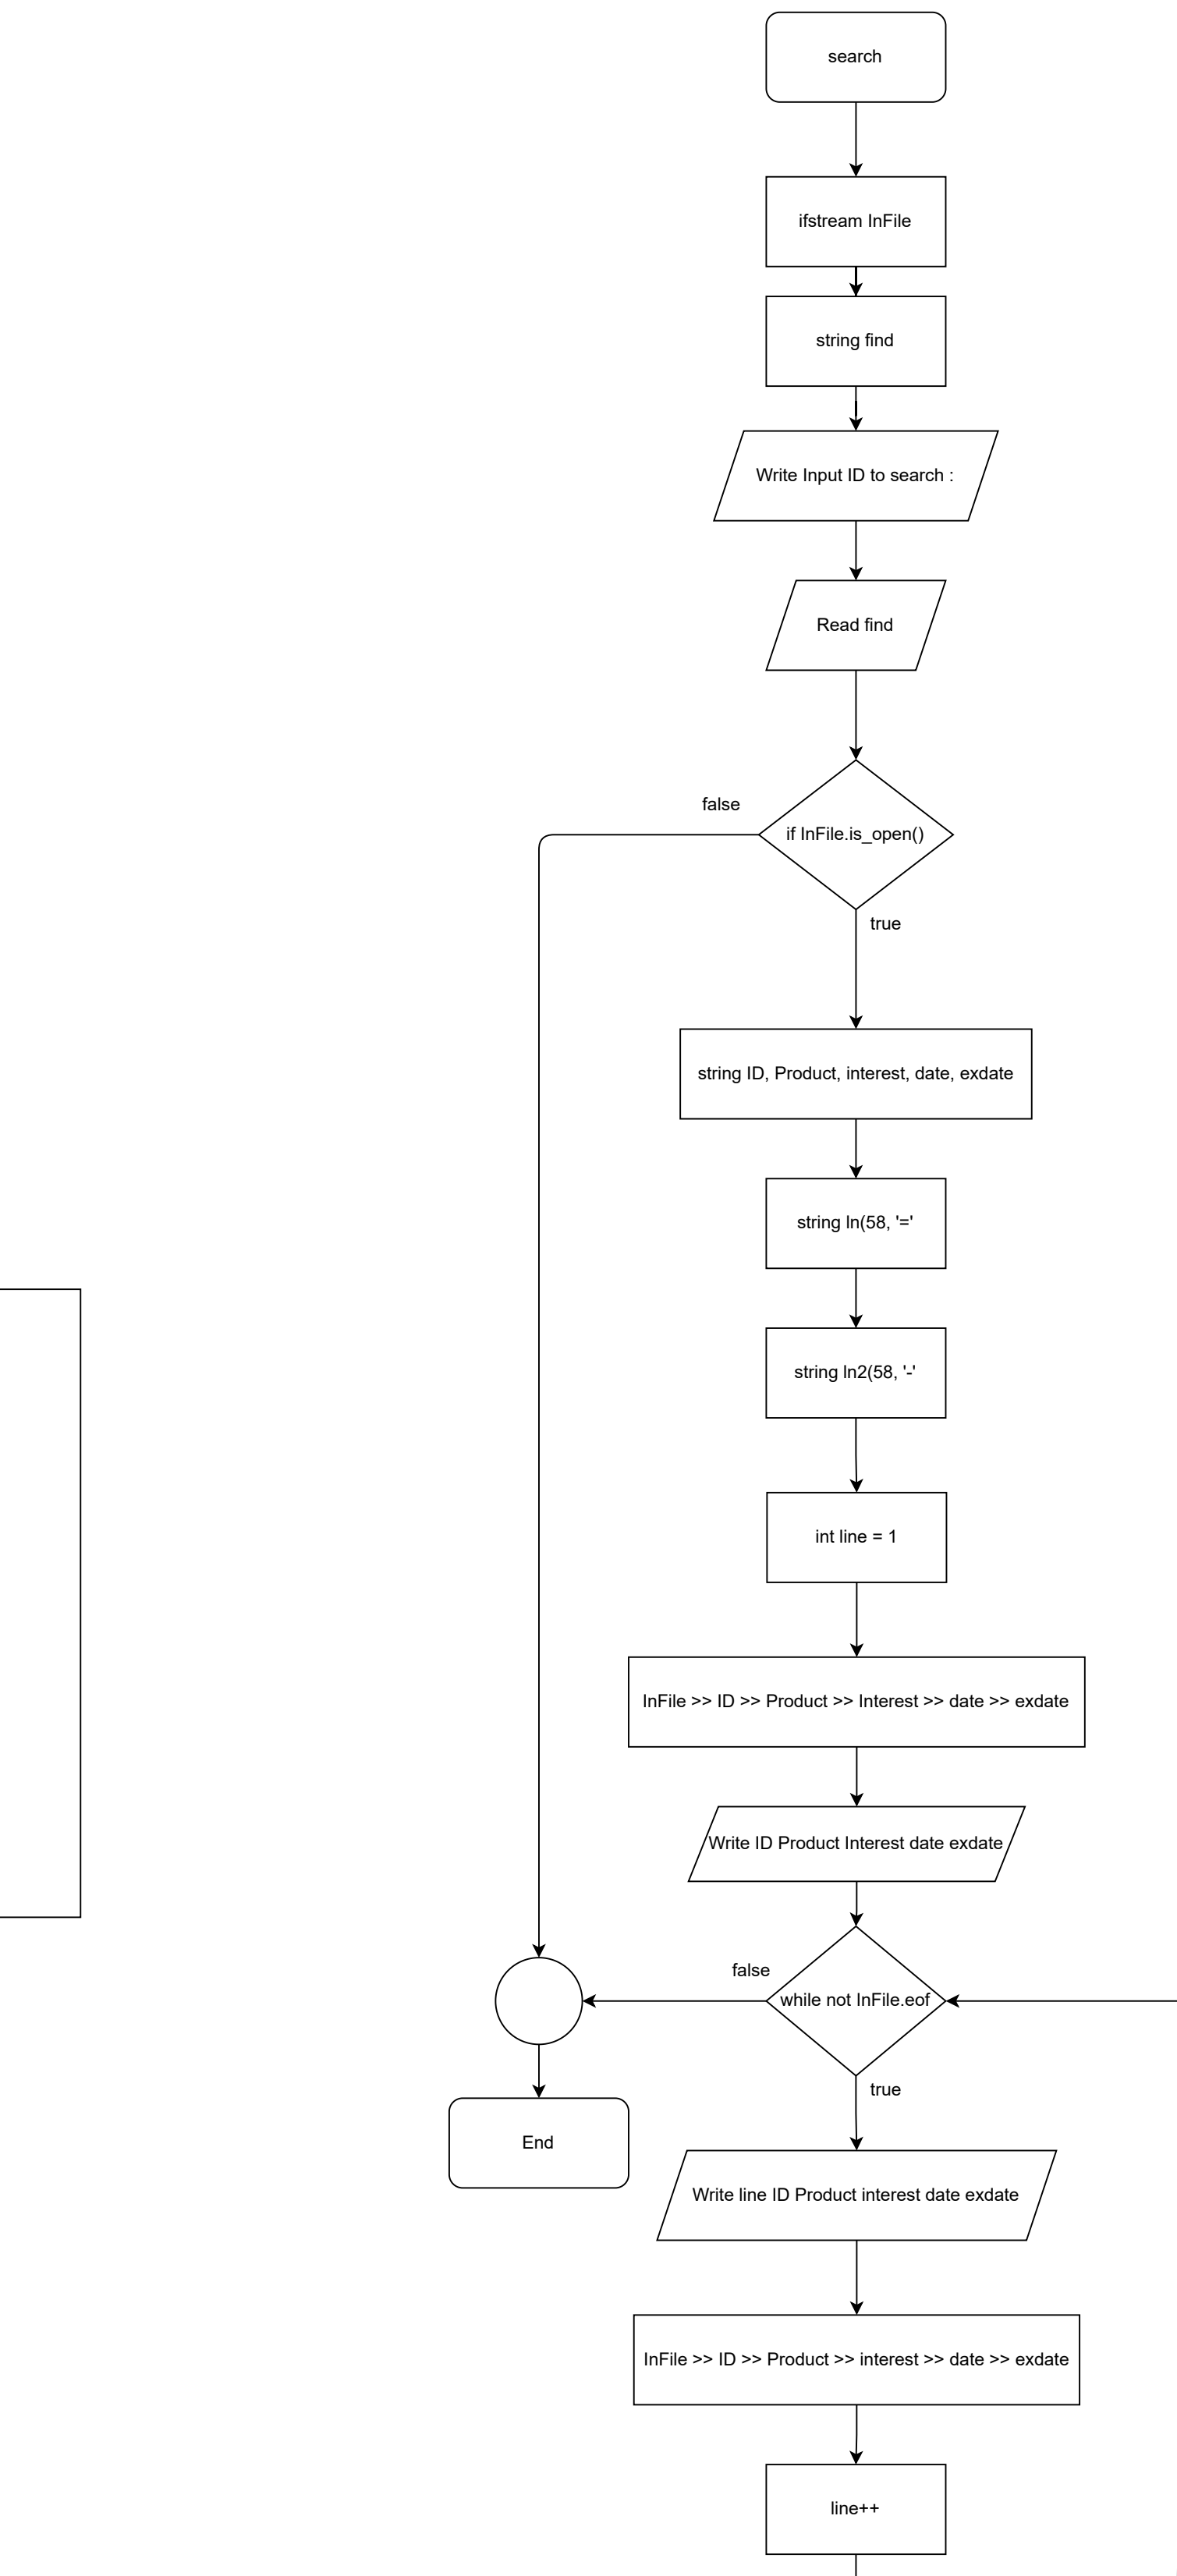 search
ifstream InFile
string find
Write Input ID to search :
Read find
false
if InFile.is_open()
true
string ID, Product, interest, date, exdate
string ln(58, '='
string ln2(58, '-'
int line = 1
InFile >> ID >> Product >> Interest >> date >> exdate
Write ID Product Interest date exdate
false
while not InFile.eof
true
End
Write line ID Product interest date exdate
InFile >> ID >> Product >> interest >> date >> exdate
line++